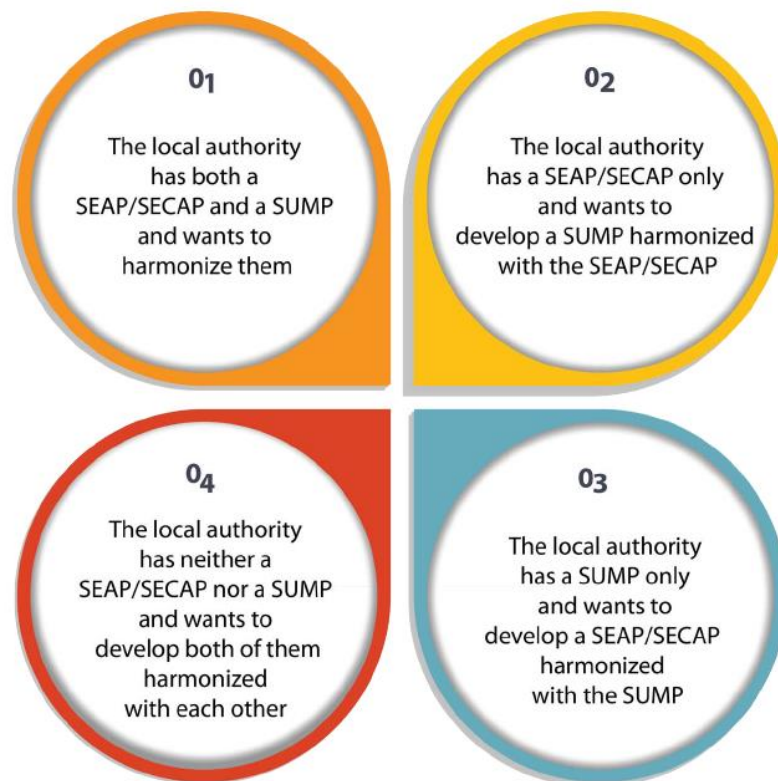 01
The local authority
has both a
SEAP/SECAP and a SUMP
and wants to
harmonize them
02
The local authority
has a SEAP/SECAP only
and wants to
develop a SUMP harmonized
with the SEAP/SECAP
03
The local authority
has a SUMP only
and wants to
develop a SEAP/SECAP
harmonized
with the SUMP
04
The local authority
has neither a
SEAP/SECAP nor a SUMP
and wants to
develop both of them
harmonized
with each other